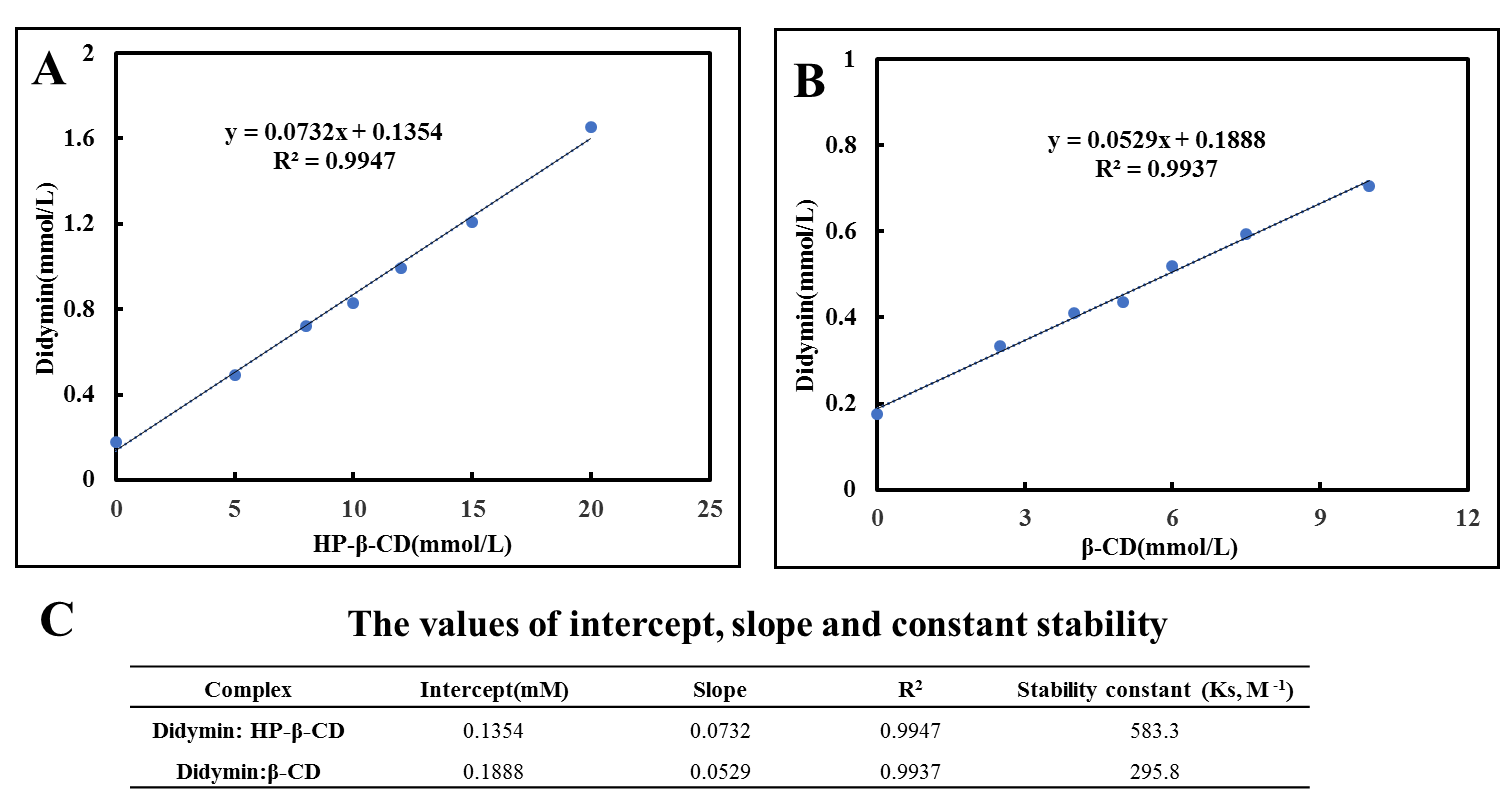 A
2
1.6
1.2
0.8
0.4
0
y = 0.0732x + 0.1354
R² = 0.9947
Didymin(mmol/L)
0 5 10 15 20 25
HP-β-CD(mmol/L)
B
1
0.8
0.6
0.4
0.2
0
y = 0.0529x + 0.1888
R² = 0.9937
Didymin(mmol/L)
0 3 6 9 12
β-CD(mmol/L)
C The values of intercept, slope and constant stability
Complex Intercept(mM) Slope R² Stability constant (Ks, M⁻¹)
Didymin: HP-β-CD 0.1354 0.0732 0.9947 583.3
Didymin:β-CD 0.1888 0.0529 0.9937 295.8